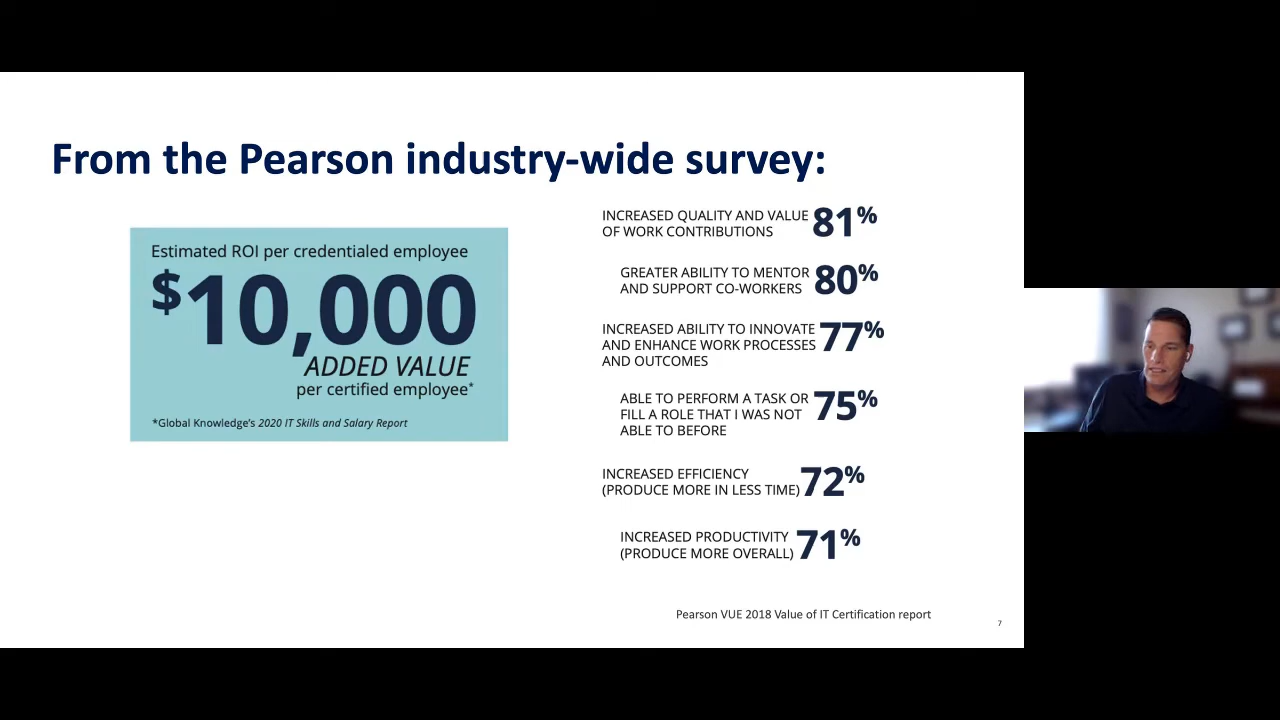 From the Pearson industry-wide survey:
Estimated ROI per credentialed employee
$10,000
ADDED VALUE
per certified employee*
*Global Knowledge's 2020 IT Skills and Salary Report
INCREASED QUALITY AND VALUE
OF WORK CONTRIBUTIONS
81%
GREATER ABILITY TO MENTOR
AND SUPPORT CO-WORKERS
80%
INCREASED ABILITY TO INNOVATE
AND ENHANCE WORK PROCESSES
AND OUTCOMES
77%
ABLE TO PERFORM A TASK OR
FILL A ROLE THAT I WAS NOT
ABLE TO BEFORE
75%
INCREASED EFFICIENCY
(PRODUCE MORE IN LESS TIME)
72%
INCREASED PRODUCTIVITY
(PRODUCE MORE OVERALL)
71%
Pearson VUE 2018 Value of IT Certification report
7